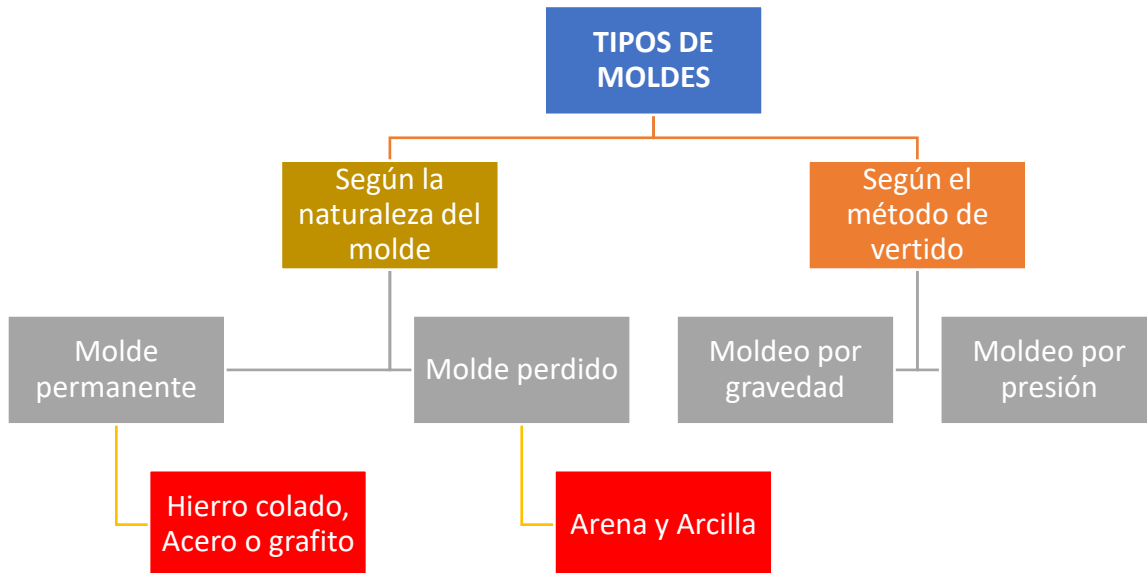 TIPOS DE
MOLDES
Según la
naturaleza del
molde
Según el
método de
vertido
Molde
permanente
Molde perdido
Moldeo por
gravedad
Moldeo por
presión
Hierro colado,
Acero o grafito
Arena y Arcilla